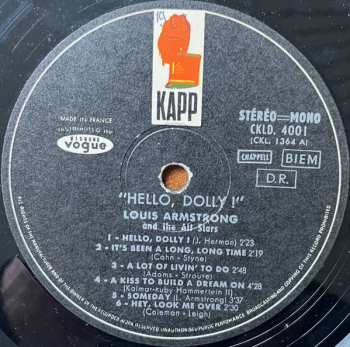 KAPP
MADE IN FRANCE
DISQUES
vogue
STÉRÉO=MONO
CKLD. 4001
(CKL. 1364 A)
CHAPPELL BIEM
D.R.
"HELLO, DOLLY !"
LOUIS ARMSTRONG
and the All Stars
1 - HELLO, DOLLY ! (J. Herman) 2'23
2 - IT'S BEEN A LONG, LONG TIME 2'19
(Cahn - Styne)
3 - A LOT OF LIVIN' TO DO 2'48
(Adams - Strouse)
4 - A KISS TO BUILD A DREAM ON 4'28
(Kalmar-Ruby-Hammerstein II)
5 - SOMEDAY (L. Armstrong) 3'37
6 - HEY, LOOK ME OVER 2'30
(Coleman - Leigh)